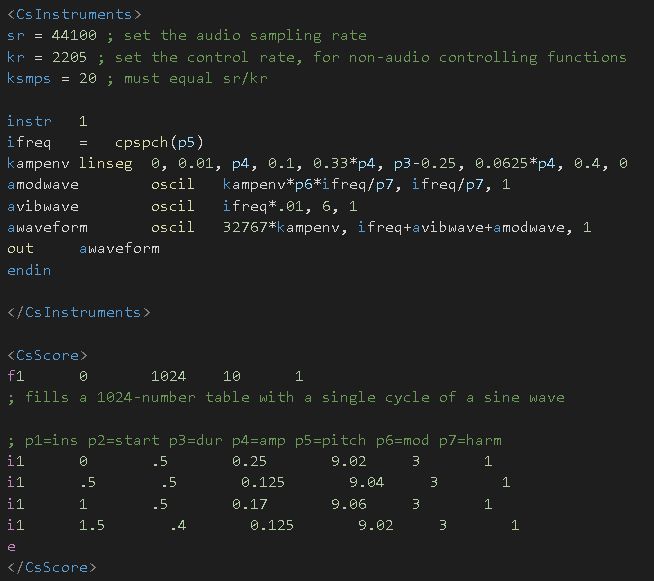 <CsInstruments>
sr = 44100 ; set the audio sampling rate
kr = 2205 ; set the control rate, for non-audio controlling functions
ksmps = 20 ; must equal sr/kr
instr 1
ifreq = cpspch(p5)
kampenv linseg 0, 0.01, p4, 0.1, 0.33*p4, p3-0.25, 0.0625*p4, 0.4, 0
amodwave oscil kampenv*p6*ifreq/p7, ifreq/p7, 1
avibwave oscil ifreq*.01, 6, 1
awaveform oscil 32767*kampenv, ifreq+avibwave+amodwave, 1
out awaveform
endin
</CsInstruments>
<CsScore>
f1 0 1024 10 1
; fills a 1024-number table with a single cycle of a sine wave
; p1=ins p2=start p3=dur p4=amp p5=pitch p6=mod p7=harm
i1 0 .5 0.25 9.02 3 1
i1 .5 .5 0.125 9.04 3 1
i1 1 .5 0.17 9.06 3 1
i1 1.5 .4 0.125 9.02 3 1
e
</CsScore>